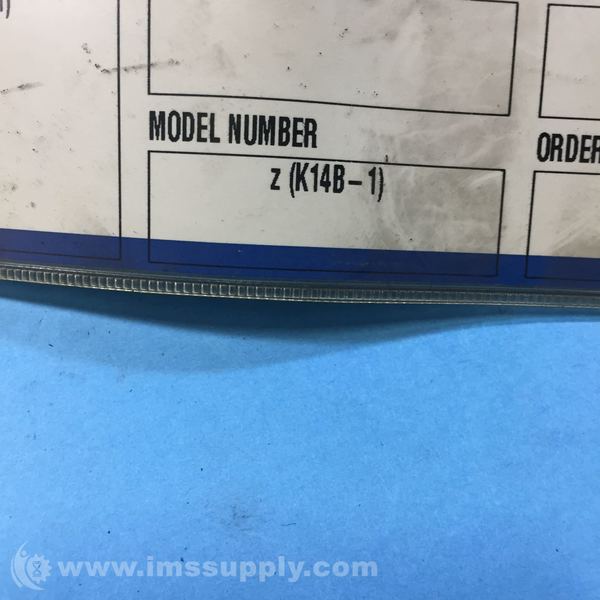 MODEL NUMBER
ORDER
z (K14B-1)
www.imssupply.com